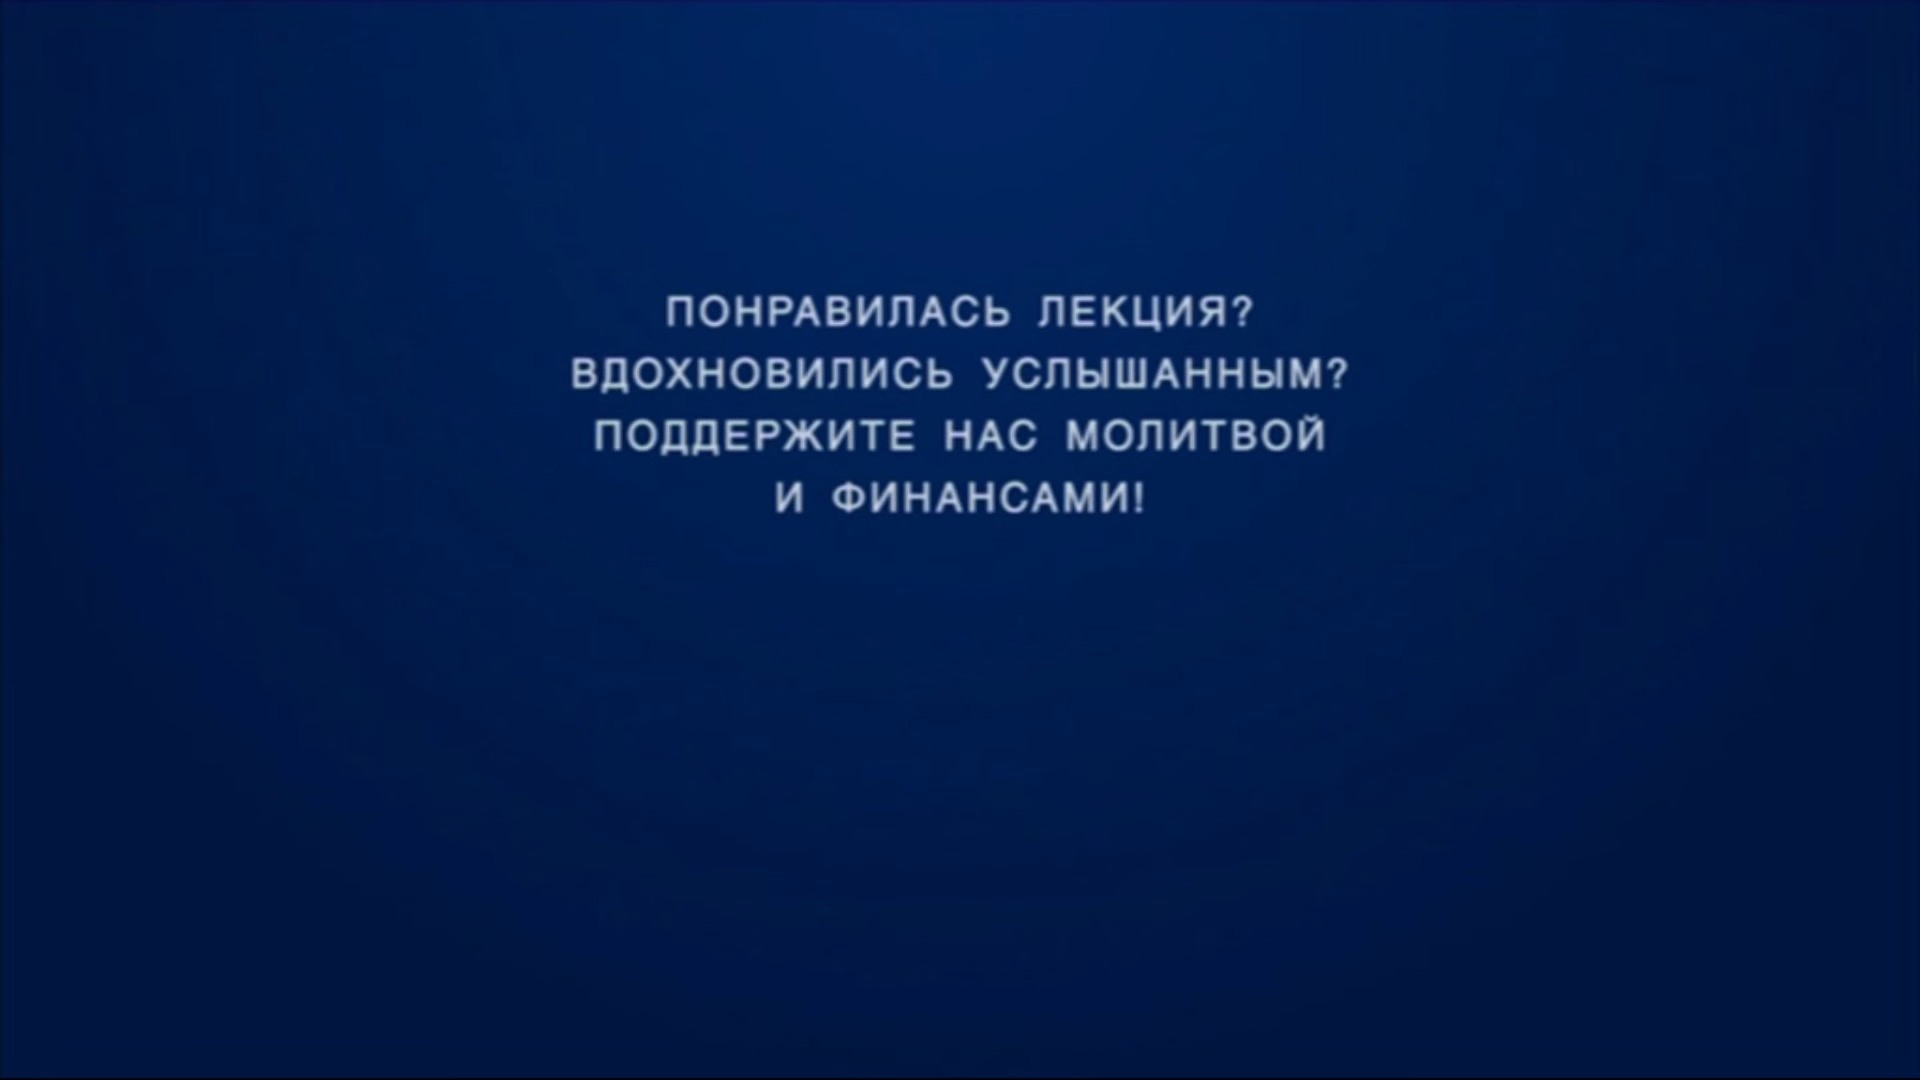 ПОНРАВИЛАСЬ ЛЕКЦИЯ?
ВДОХНОВИЛИСЬ УСЛЫШАННЫМ?
ПОДДЕРЖИТЕ НАС МОЛИТВОЙ
И ФИНАНСАМИ!